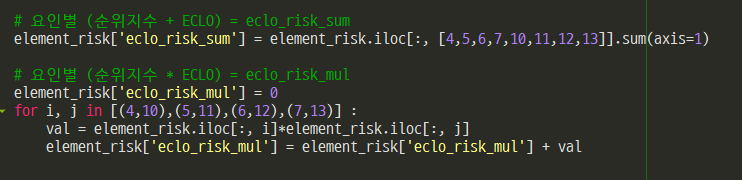 # 요인별 (순위지수 + ECLO) = eclo_risk_sum
element_risk['eclo_risk_sum'] = element_risk.iloc[:, [4,5,6,7,10,11,12,13]].sum(axis=1)
# 요인별 (순위지수 * ECLO) = eclo_risk_mul
element_risk['eclo_risk_mul'] = 0
for i, j in [(4,10),(5,11),(6,12),(7,13)] :
    val = element_risk.iloc[:, i]*element_risk.iloc[:, j]
    element_risk['eclo_risk_mul'] = element_risk['eclo_risk_mul'] + val